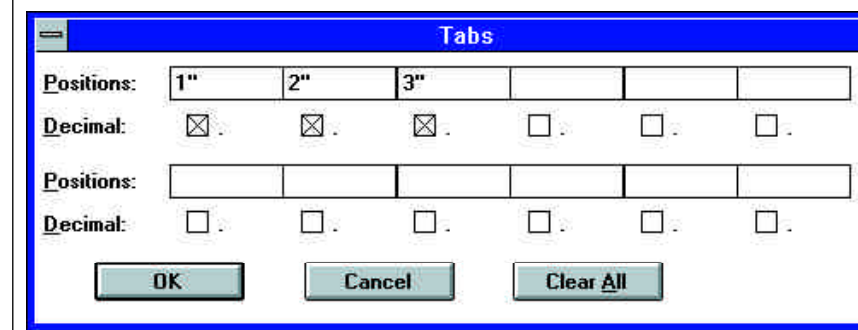 Tabs
Positions: 1" 2" 3"
Decimal: . . . . . .
Positions:
Decimal: . . . . . .
OK Cancel Clear All